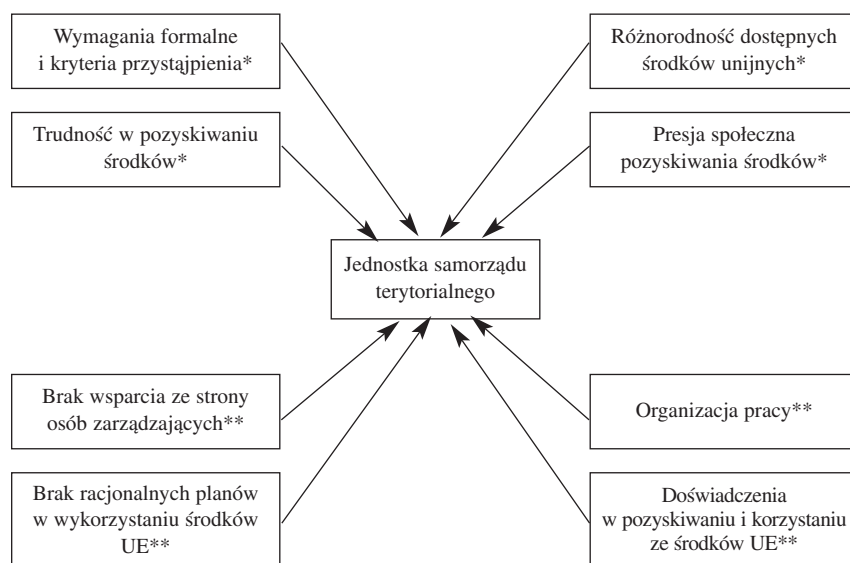 Wymagania formalne
i kryteria przystąjpienia*
Różnorodność dostępnych
środków unijnych*
Trudność w pozyskiwaniu
środków*
Presja społeczna
pozyskiwania środków*
Jednostka samorządu
terytorialnego
Brak wsparcia ze strony
osób zarządzających**
Organizacja pracy**
Brak racjonalnych planów
w wykorzystaniu środków
UE**
Doświadczenia
w pozyskiwaniu i korzystaniu
ze środków UE**